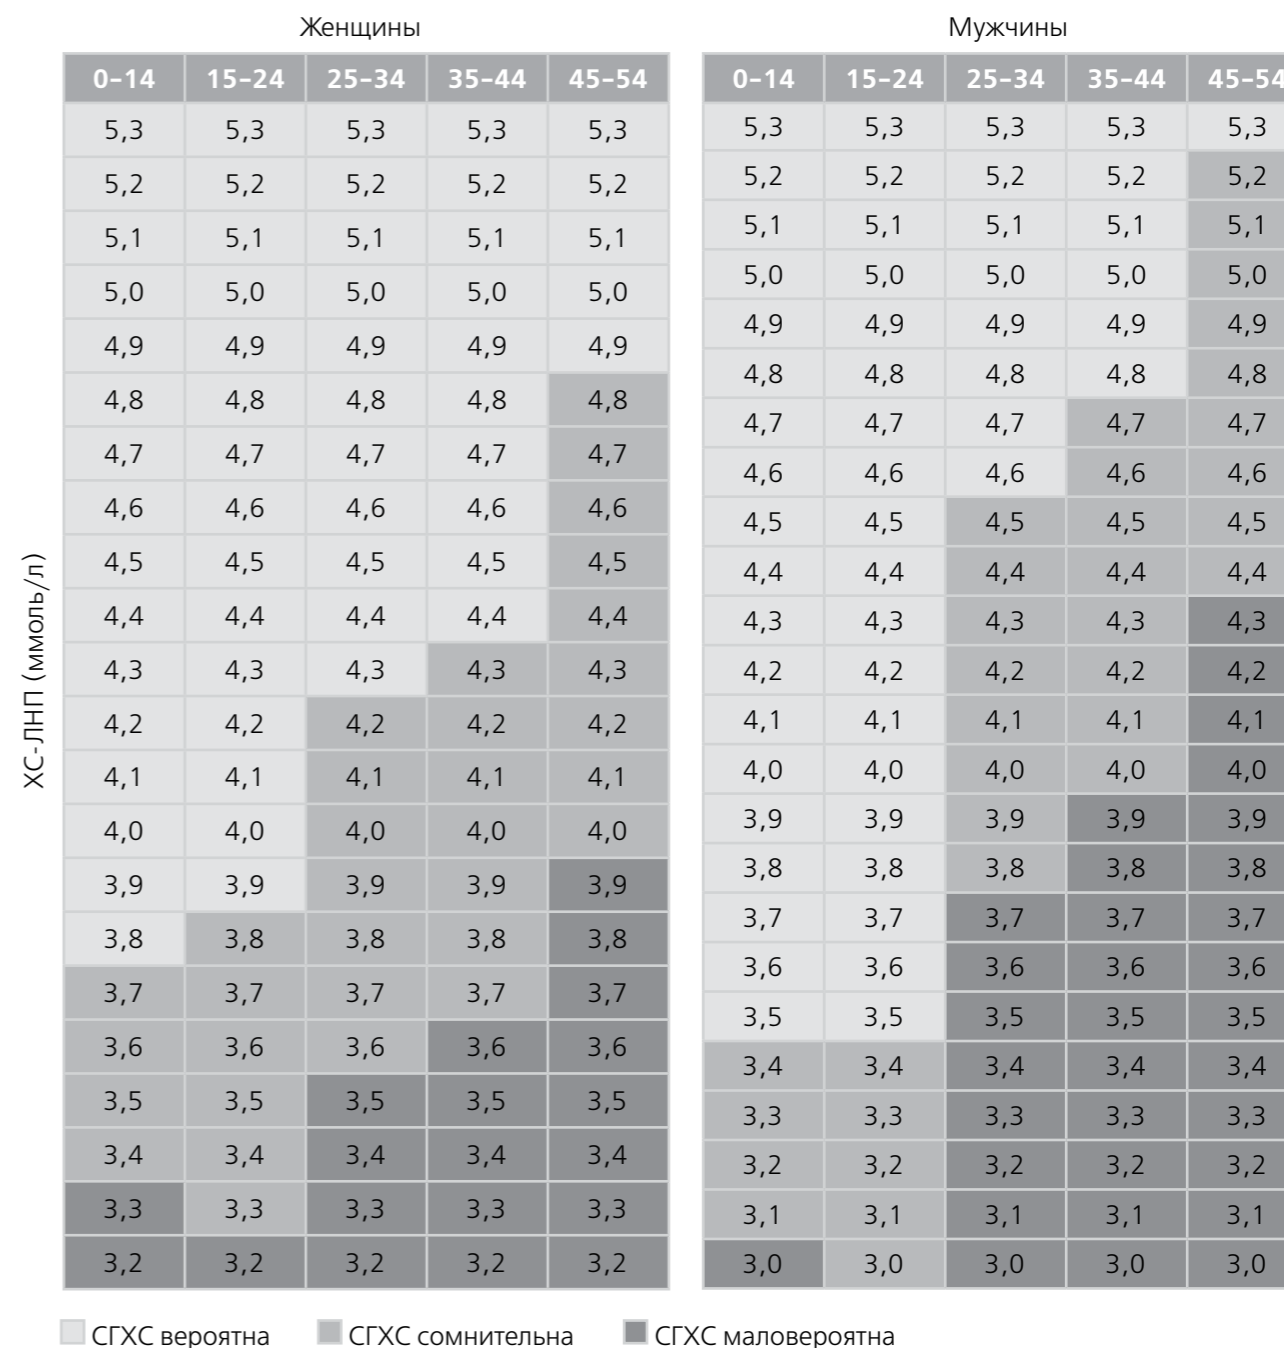 Женщины
0–14 15–24 25–34 35–44 45–54
5,3 5,3 5,3 5,3 5,3
5,2 5,2 5,2 5,2 5,2
5,1 5,1 5,1 5,1 5,1
5,0 5,0 5,0 5,0 5,0
4,9 4,9 4,9 4,9 4,9
4,8 4,8 4,8 4,8 4,8
4,7 4,7 4,7 4,7 4,7
4,6 4,6 4,6 4,6 4,6
4,5 4,5 4,5 4,5 4,5
4,4 4,4 4,4 4,4 4,4
4,3 4,3 4,3 4,3 4,3
4,2 4,2 4,2 4,2 4,2
4,1 4,1 4,1 4,1 4,1
4,0 4,0 4,0 4,0 4,0
3,9 3,9 3,9 3,9 3,9
3,8 3,8 3,8 3,8 3,8
3,7 3,7 3,7 3,7 3,7
3,6 3,6 3,6 3,6 3,6
3,5 3,5 3,5 3,5 3,5
3,4 3,4 3,4 3,4 3,4
3,3 3,3 3,3 3,3 3,3
3,2 3,2 3,2 3,2 3,2
Мужчины
0–14 15–24 25–34 35–44 45–54
5,3 5,3 5,3 5,3 5,3
5,2 5,2 5,2 5,2 5,2
5,1 5,1 5,1 5,1 5,1
5,0 5,0 5,0 5,0 5,0
4,9 4,9 4,9 4,9 4,9
4,8 4,8 4,8 4,8 4,8
4,7 4,7 4,7 4,7 4,7
4,6 4,6 4,6 4,6 4,6
4,5 4,5 4,5 4,5 4,5
4,4 4,4 4,4 4,4 4,4
4,3 4,3 4,3 4,3 4,3
4,2 4,2 4,2 4,2 4,2
4,1 4,1 4,1 4,1 4,1
4,0 4,0 4,0 4,0 4,0
3,9 3,9 3,9 3,9 3,9
3,8 3,8 3,8 3,8 3,8
3,7 3,7 3,7 3,7 3,7
3,6 3,6 3,6 3,6 3,6
3,5 3,5 3,5 3,5 3,5
3,4 3,4 3,4 3,4 3,4
3,3 3,3 3,3 3,3 3,3
3,2 3,2 3,2 3,2 3,2
3,1 3,1 3,1 3,1 3,1
3,0 3,0 3,0 3,0 3,0
ХС-ЛНП (ммоль/л)
СГХС вероятна СГХС сомнительна СГХС маловероятна